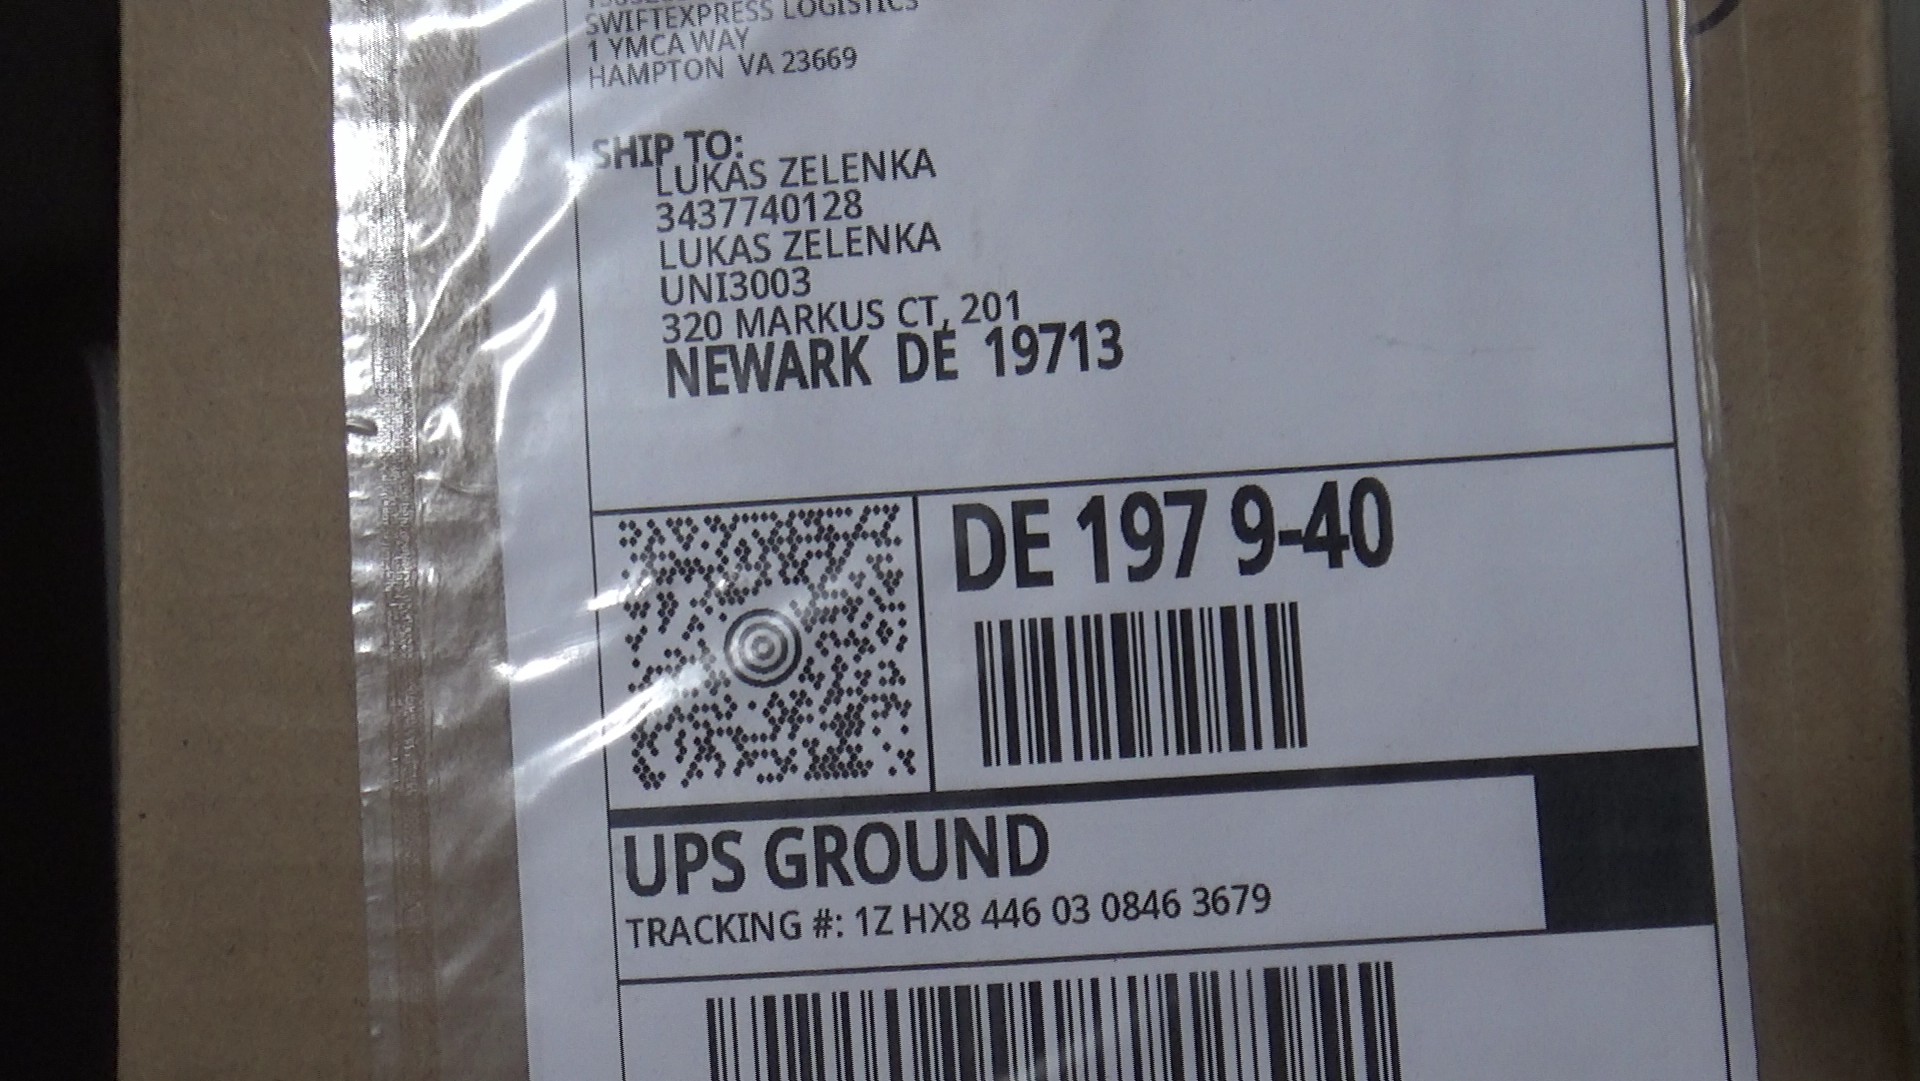 SWIFTEXPRESS LOGISTICS
1 YMCA WAY
HAMPTON VA 23669
SHIP TO:
LUKAS ZELENKA
3437740128
LUKAS ZELENKA
UNI3003
320 MARKUS CT, 201
NEWARK DE 19713
DE 197 9-40
UPS GROUND
TRACKING #: 1Z HX8 446 03 0846 3679